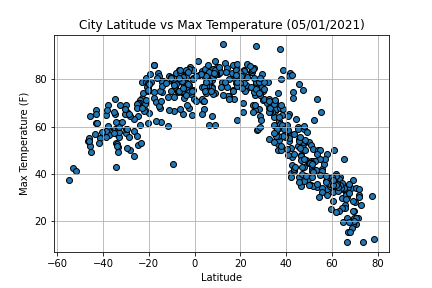 City Latitude vs Max Temperature (05/01/2021)
80
60
40
20
Max Temperature (F)
−60 −40 −20 0 20 40 60 80
Latitude